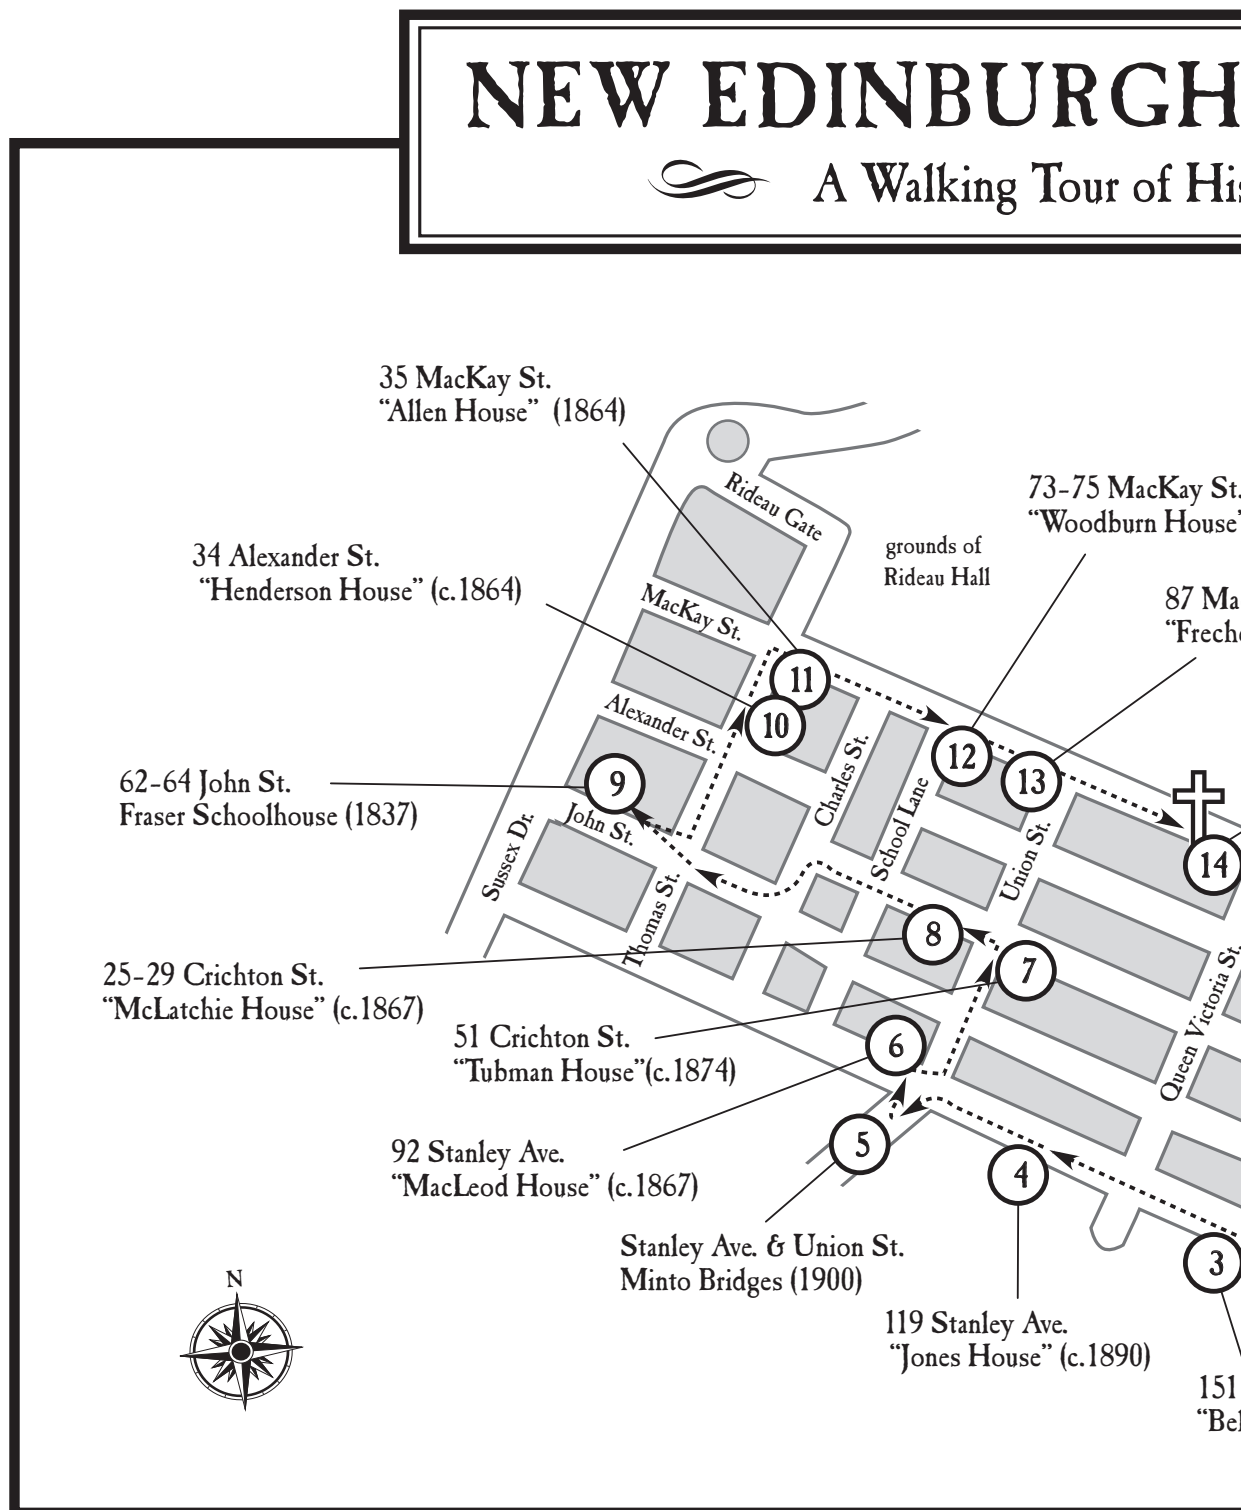 NEW EDINBURGH
A Walking Tour of His
35 MacKay St.
“Allen House” (1864)
Rideau Gate
73-75 MacKay St.
“Woodburn House”
grounds of
Rideau Hall
34 Alexander St.
“Henderson House” (c.1864)
87 Ma
“Freche
MacKay St.
11
Alexander St.
10
12
Charles St.
13
62-64 John St.
Fraser Schoolhouse (1837)
9
John St.
School Lane
Union St.
14
Sussex Dr.
Thomas St.
8
7
25-29 Crichton St.
“McLatchie House” (c.1867)
Queen Victoria St.
51 Crichton St.
“Tubman House”(c.1874)
6
5
92 Stanley Ave.
“MacLeod House” (c.1867)
4
Stanley Ave. & Union St.
Minto Bridges (1900)
3
N
119 Stanley Ave.
“Jones House” (c.1890)
151
“Bel